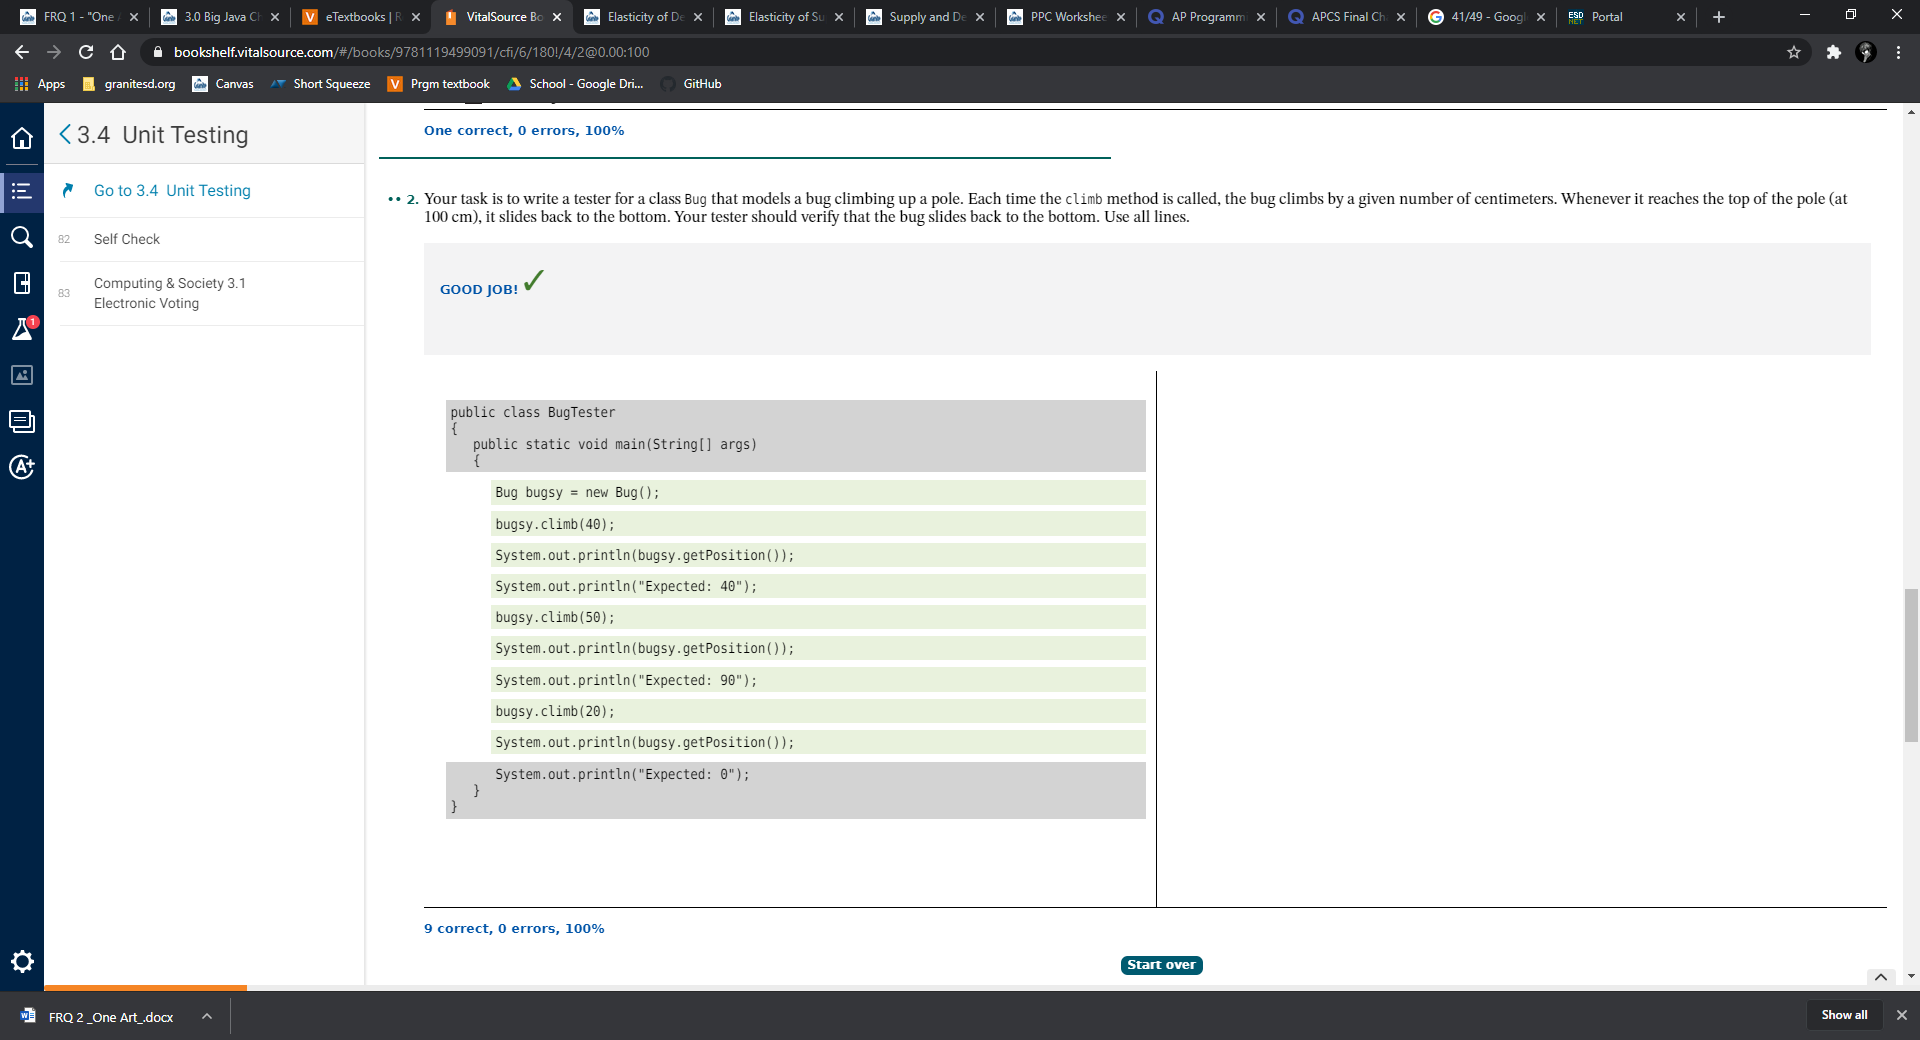 FRQ 1 - "One
3.0 Big Java Ch
eTextbooks | R
VitalSource Bo
Elasticity of De
Elasticity of Su
Supply and De
PPC Workshee
AP Programmi
APCS Final Ch
41/49 - Googl
ESD
NET
Portal
bookshelf.vitalsource.com/#/books/9781119499091/cfi/6/180!/4/2@0.00:100
Apps
granitesd.org
Canvas
Short Squeeze
Prgm textbook
School - Google Dri...
GitHub
3.4 Unit Testing
Go to 3.4 Unit Testing
82 Self Check
83 Computing & Society 3.1
Electronic Voting
1
A+
One correct, 0 errors, 100%
•• 2. Your task is to write a tester for a class Bug that models a bug climbing up a pole. Each time the climb method is called, the bug climbs by a given number of centimeters. Whenever it reaches the top of the pole (at
100 cm), it slides back to the bottom. Your tester should verify that the bug slides back to the bottom. Use all lines.
GOOD JOB!
public class BugTester
{
public static void main(String[] args)
{
Bug bugsy = new Bug();
bugsy.climb(40);
System.out.println(bugsy.getPosition());
System.out.println("Expected: 40");
bugsy.climb(50);
System.out.println(bugsy.getPosition());
System.out.println("Expected: 90");
bugsy.climb(20);
System.out.println(bugsy.getPosition());
System.out.println("Expected: 0");
}
}
9 correct, 0 errors, 100%
Start over
FRQ 2 _One Art_.docx
Show all